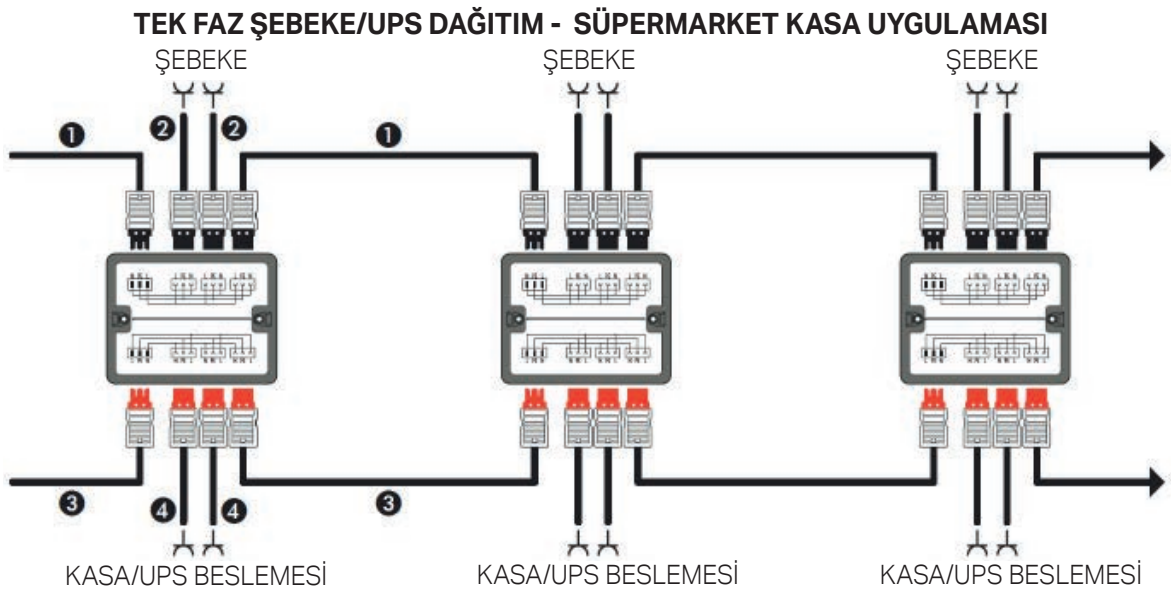 TEK FAZ ŞEBEKE/UPS DAĞITIM - SÜPERMARKET KASA UYGULAMASI
ŞEBEKE ŞEBEKE ŞEBEKE
1 2 2 1
3 4 4 3
KASA/UPS BESLEMESİ KASA/UPS BESLEMESİ KASA/UPS BESLEMESİ